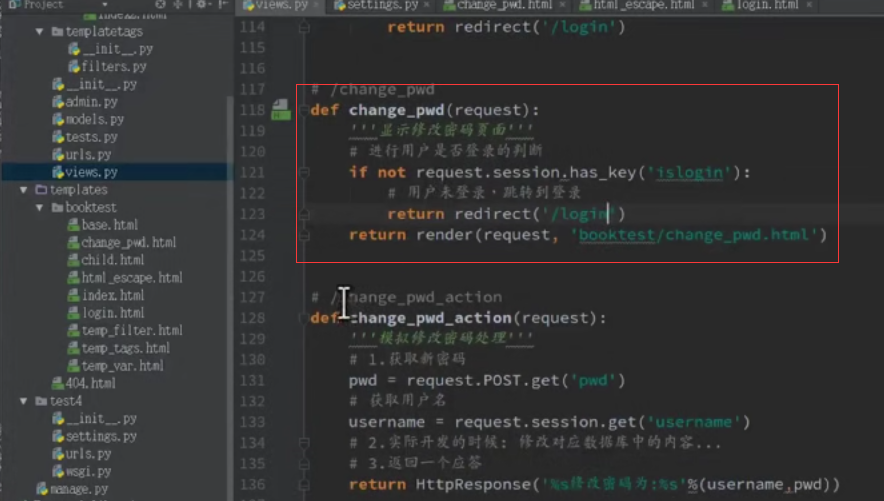 Project
views.py
settings.py
change_pwd.html
html_escape.html
login.html
index2.html
templatetags
__init__.py
filters.py
__init__.py
admin.py
models.py
tests.py
urls.py
views.py
templates
booktest
base.html
change_pwd.html
child.html
html_escape.html
index.html
login.html
temp_filter.html
temp_tags.html
temp_var.html
404.html
test4
__init__.py
settings.py
urls.py
wsgi.py
manage.py
114 return redirect('/login')
115
116
117 # /change_pwd
118 def change_pwd(request):
119 '''显示修改密码页面'''
120 # 进行用户是否登录的判断
121 if not request.session.has_key('islogin'):
122 # 用户未登录，跳转到登录
123 return redirect('/login')
124 return render(request, 'booktest/change_pwd.html')
125
126
127 # /change_pwd_action
128 def change_pwd_action(request):
129 '''模拟修改密码处理'''
130 # 1.获取新密码
131 pwd = request.POST.get('pwd')
132 # 获取用户名
133 username = request.session.get('username')
134 # 2.实际开发的时候: 修改对应数据库中的内容...
135 # 3.返回一个应答
136 return HttpResponse('%s修改密码为:%s'%(username,pwd))